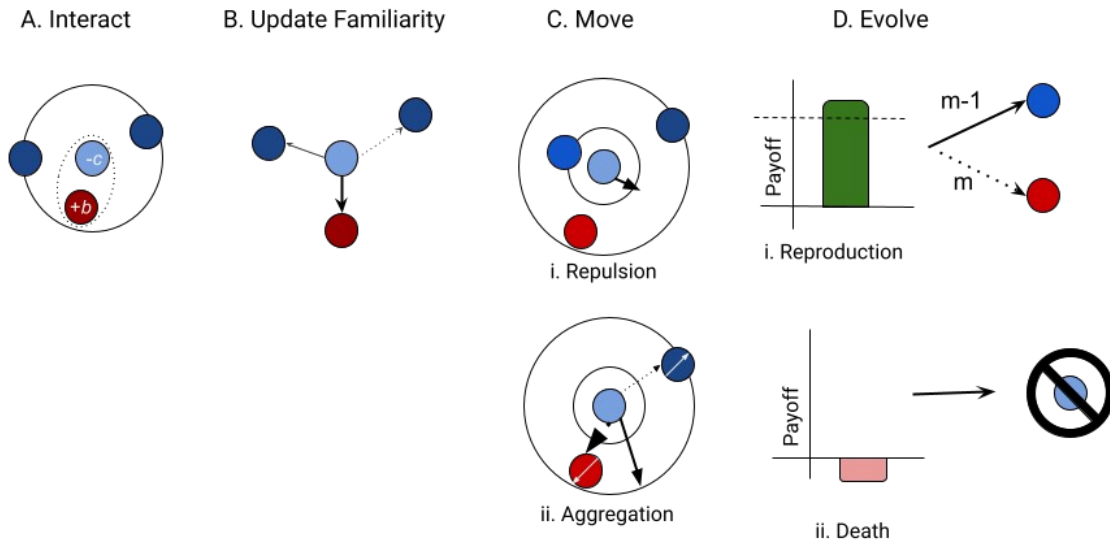 A. Interact
B. Update Familiarity
C. Move
D. Evolve
-c
+b
i. Repulsion
ii. Aggregation
Payoff
m-1
m
i. Reproduction
Payoff
ii. Death